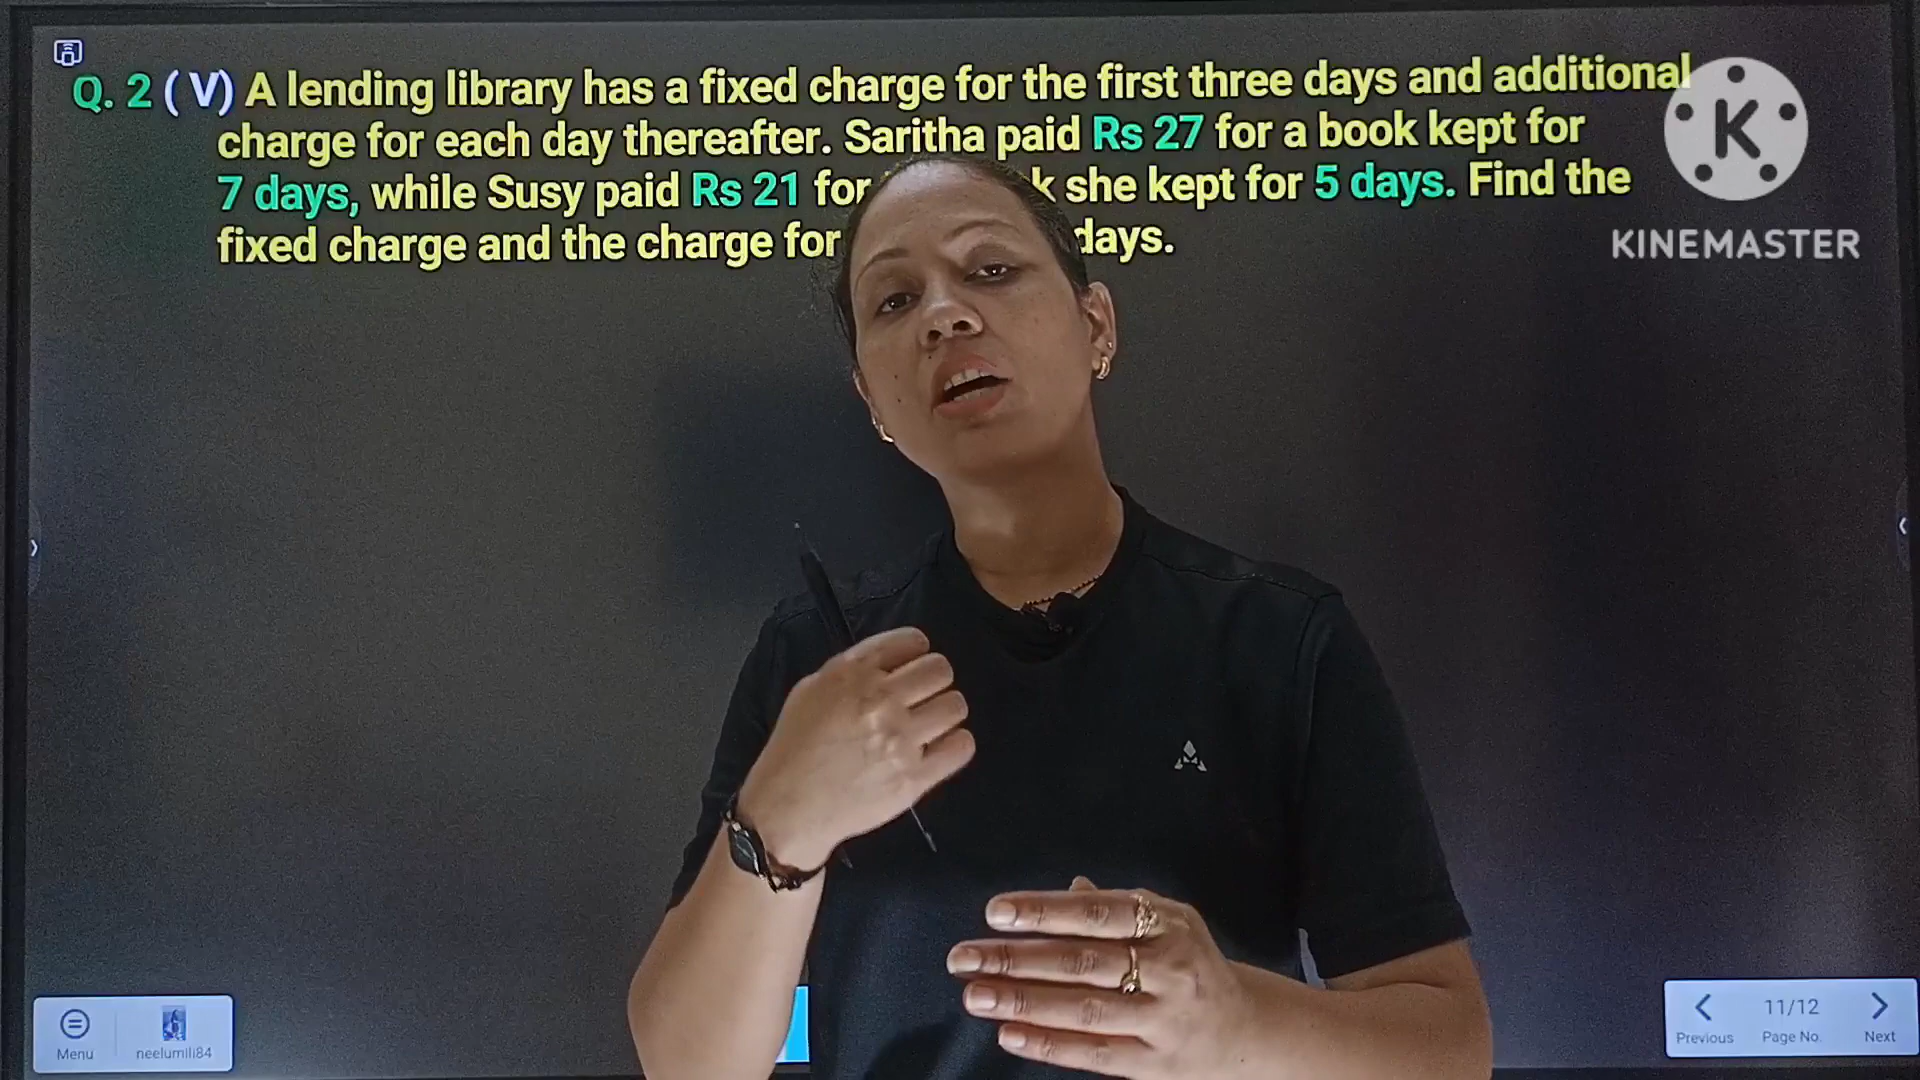 Q. 2 ( V) A lending library has a fixed charge for the first three days and additional
charge for each day thereafter. Saritha paid Rs 27 for a book kept for
7 days, while Susy paid Rs 21 for she kept for 5 days. Find the
fixed charge and the charge for days.
K
KINEMASTER
Menu
neelumili84
11/12
Previous
Page No.
Next